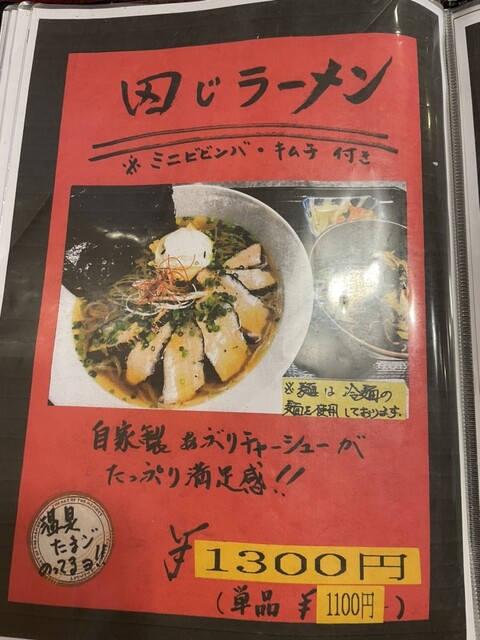 田じラーメン
※ミニビビンバ・キムチ付き
※麺は冷麺の
麺を使用しております。
自家製あぶりチャーシューが
たっぷり満足感!!
温見
たまご
のってるヨ!!
¥1300円
(単品 ¥1100円-)